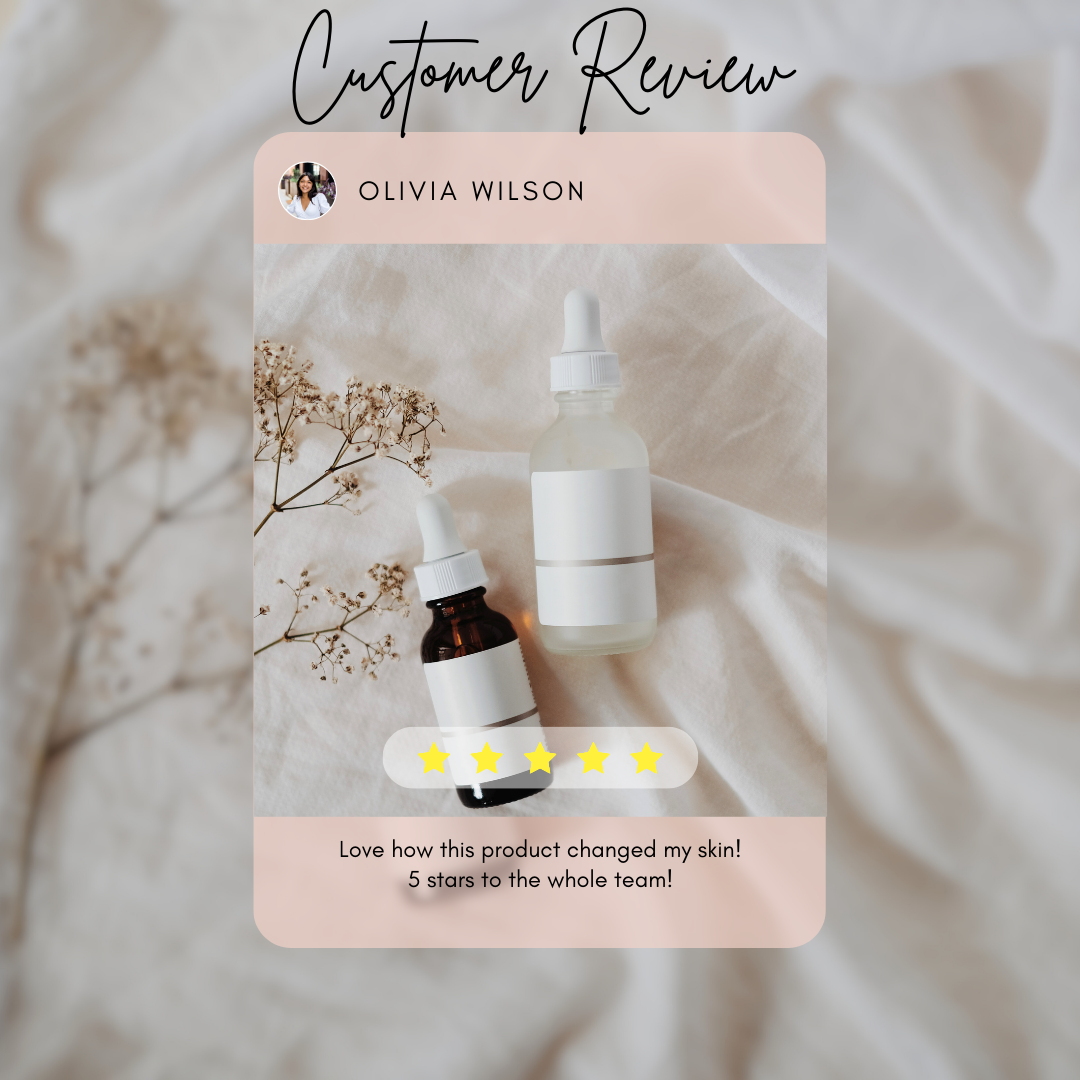 Customer Review
OLIVIA WILSON
Love how this product changed my skin!
5 stars to the whole team!